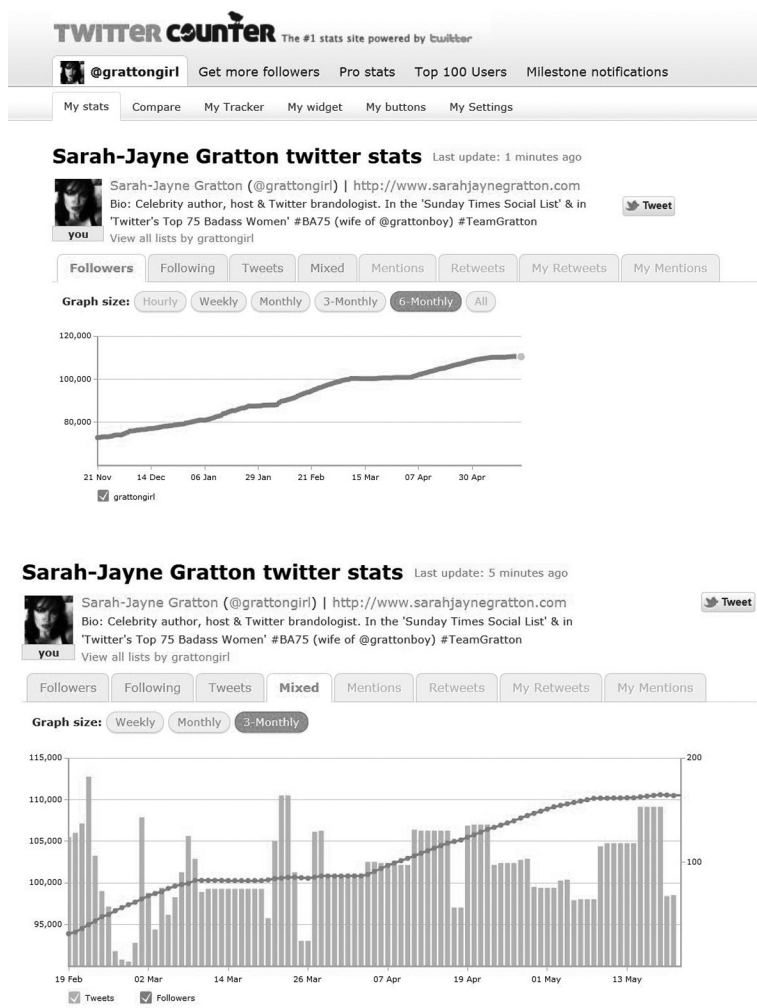 TWITTER COUNTER The #1 stats site powered by twitter
@grattongirl Get more followers Pro stats Top 100 Users Milestone notifications
My stats Compare My Tracker My widget My buttons My Settings
Sarah-Jayne Gratton twitter stats Last update: 1 minutes ago
Sarah-Jayne Gratton (@grattongirl) | http://www.sarahjaynegratton.com
Bio: Celebrity author, host & Twitter brandologist. In the 'Sunday Times Social List' & in
'Twitter's Top 75 Badass Women' #BA75 (wife of @grattonboy) #TeamGratton
Tweet
you
View all lists by grattongirl
Followers Following Tweets Mixed Mentions Retweets My Retweets My Mentions
Graph size: Hourly Weekly Monthly 3-Monthly 6-Monthly All
120,000
100,000
80,000
21 Nov 14 Dec 06 Jan 29 Jan 21 Feb 15 Mar 07 Apr 30 Apr
grattongirl
Sarah-Jayne Gratton twitter stats Last update: 5 minutes ago
Sarah-Jayne Gratton (@grattongirl) | http://www.sarahjaynegratton.com
Tweet
Bio: Celebrity author, host & Twitter brandologist. In the 'Sunday Times Social List' & in
'Twitter's Top 75 Badass Women' #BA75 (wife of @grattonboy) #TeamGratton
you
View all lists by grattongirl
Followers Following Tweets Mixed Mentions Retweets My Retweets My Mentions
Graph size: Weekly Monthly 3-Monthly
115,000 200
110,000
105,000
100
100,000
95,000
19 Feb 02 Mar 14 Mar 26 Mar 07 Apr 19 Apr 01 May 13 May
Tweets Followers